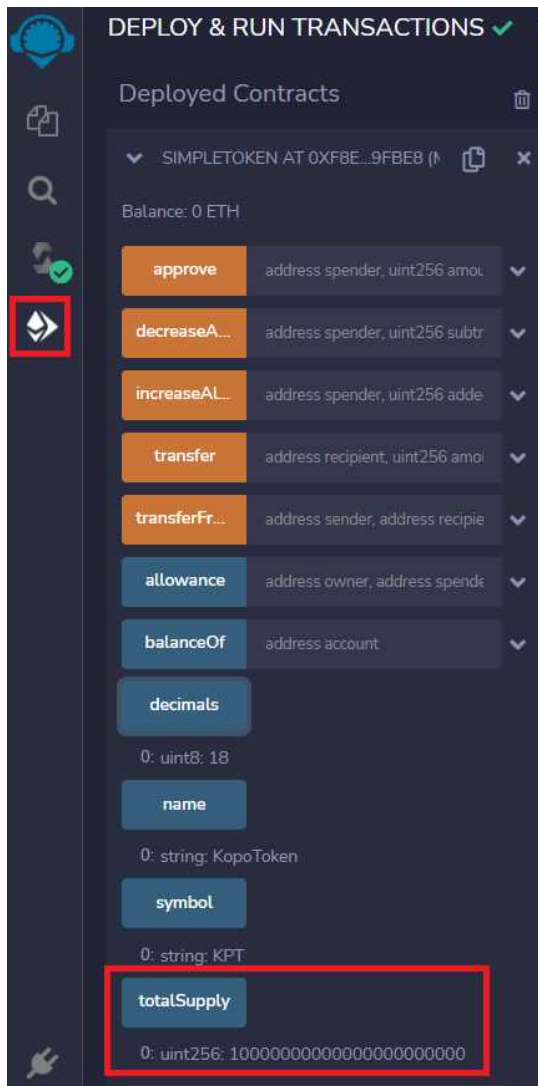 DEPLOY & RUN TRANSACTIONS
Deployed Contracts
SIMPLETOKEN AT 0XF8E...9FBE8 (M
Balance: 0 ETH
approve address spender, uint256 amou
decreaseA... address spender, uint256 subtr
increaseAl... address spender, uint256 adde
transfer address recipient, uint256 amou
transferFr... address sender, address recipie
allowance address owner, address spende
balanceOf address account
decimals
0: uint8: 18
name
0: string: KopoToken
symbol
0: string: KPT
totalSupply
0: uint256: 10000000000000000000000